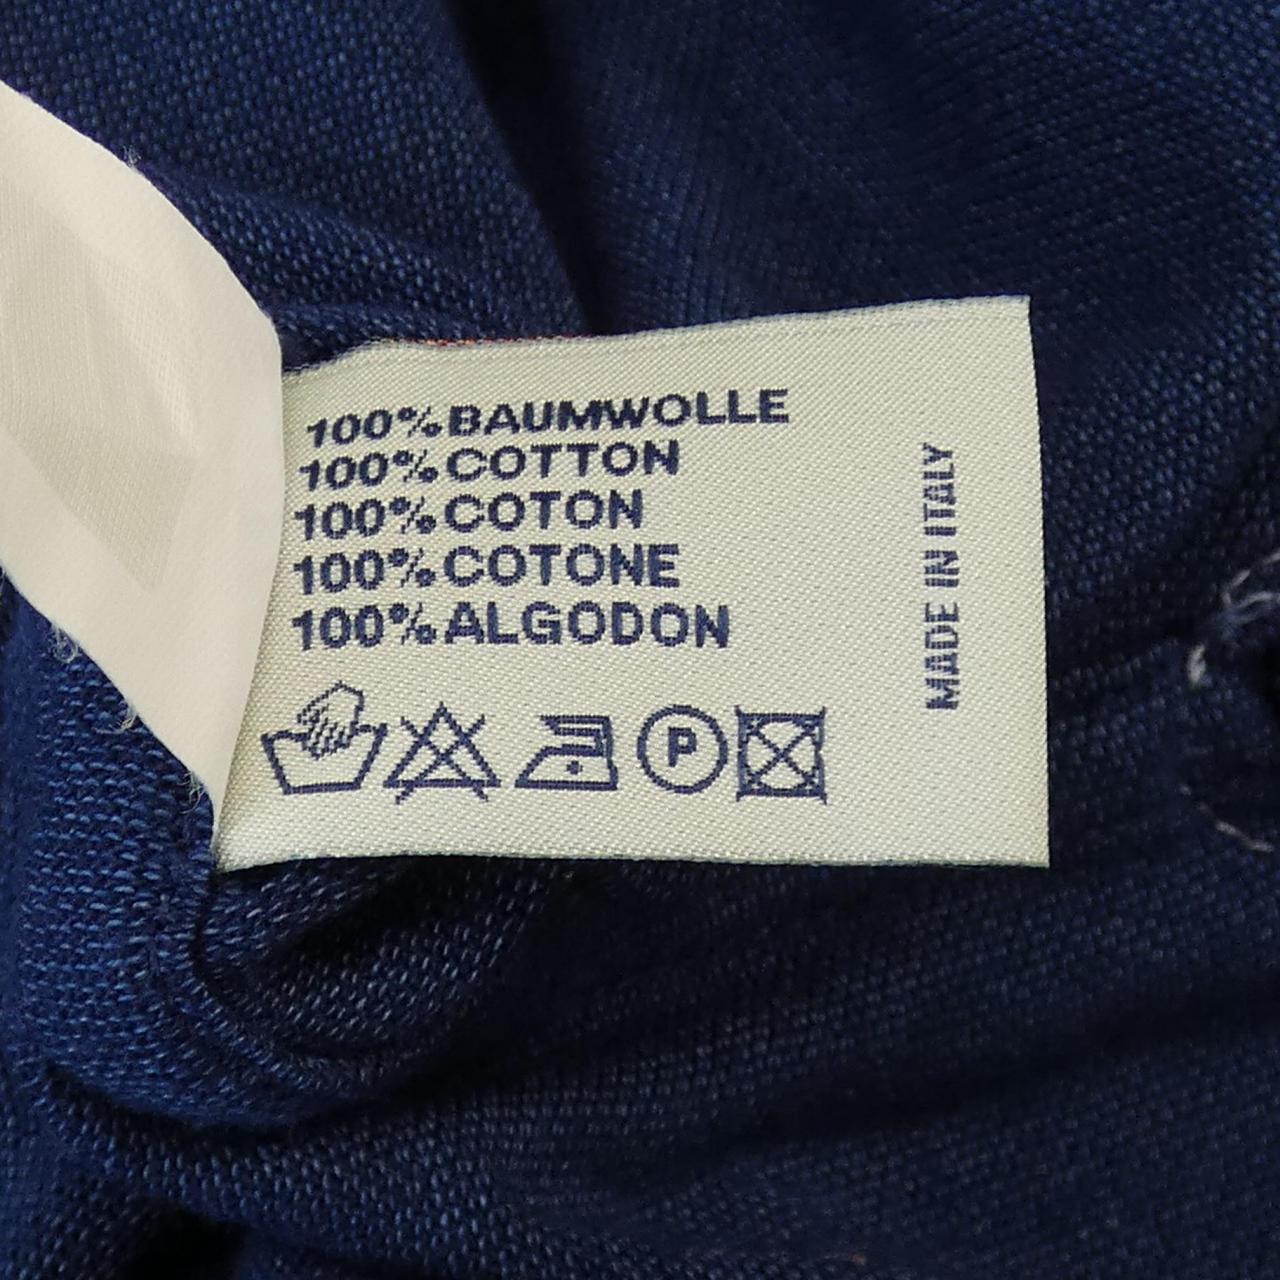 100% BAUMWOLLE
100% COTTON
100% COTON
100% COTONE
100% ALGODON
P
MADE IN ITALY